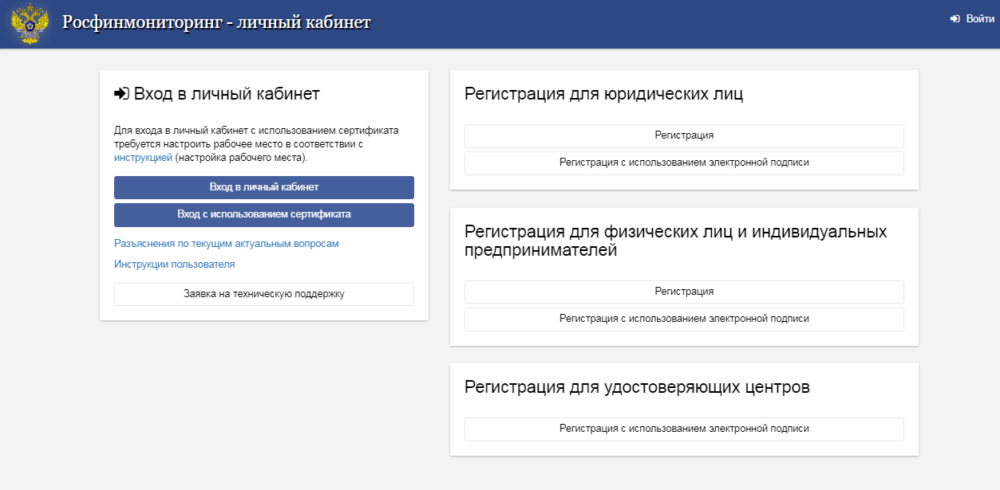 Росфинмониторинг - личный кабинет
Войти
Вход в личный кабинет
Для входа в личный кабинет с использованием сертификата
требуется настроить рабочее место в соответствии с
инструкцией (настройка рабочего места).
Вход в личный кабинет
Вход с использованием сертификата
Разъяснения по текущим актуальным вопросам
Инструкции пользователя
Заявка на техническую поддержку
Регистрация для юридических лиц
Регистрация
Регистрация с использованием электронной подписи
Регистрация для физических лиц и индивидуальных
предпринимателей
Регистрация
Регистрация с использованием электронной подписи
Регистрация для удостоверяющих центров
Регистрация с использованием электронной подписи